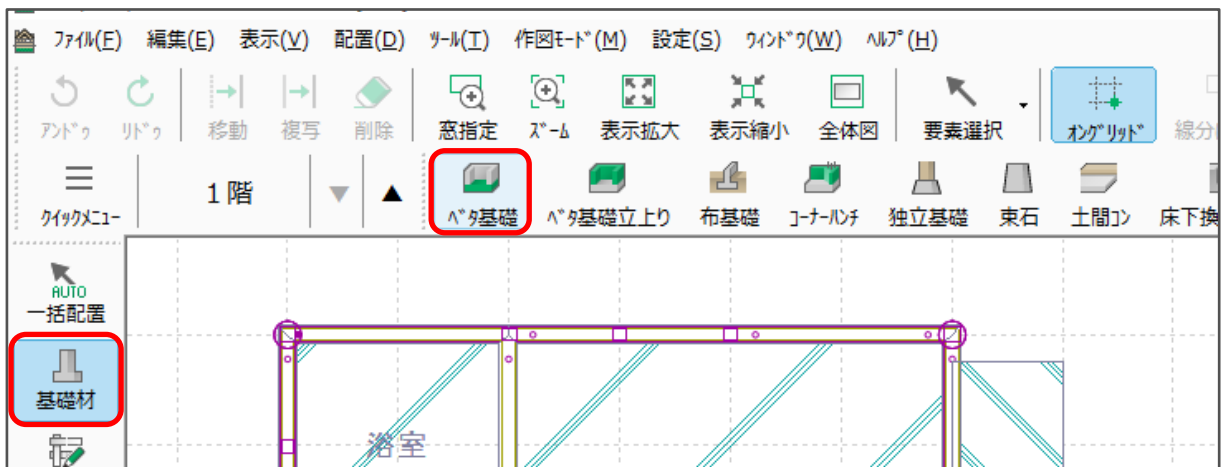 ﾌｧｲﾙ(F) 編集(E) 表示(V) 配置(D) ﾂｰﾙ(T) 作図ﾓｰﾄﾞ(M) 設定(S) ｳｨﾝﾄﾞｳ(W) ﾍﾙﾌﾟ(H)
ｱﾝﾄﾞｩ ﾘﾄﾞｩ 移動 複写 削除 窓指定 ｽﾞｰﾑ 表示拡大 表示縮小 全体図 要素選択 ｵﾝｸﾞﾘｯﾄﾞ 線分
ｸｲｯｸﾒﾆｭｰ 1階 ▼ ▲ ﾍﾞﾀ基礎 ﾍﾞﾀ基礎立上り 布基礎 ｺｰﾅｰﾊﾝﾁ 独立基礎 束石 土間ｺﾝ 床下換
AUTO
一括配置
基礎材
浴室